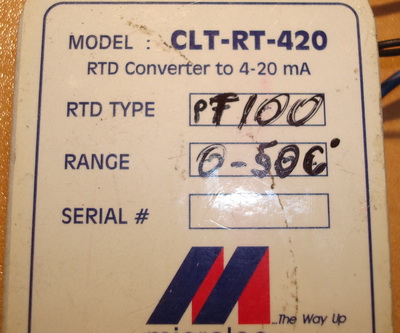 MODEL : CLT-RT-420
RTD Converter to 4-20 mA
RTD TYPE PT100
RANGE 0-50C°
SERIAL #
...The Way Up